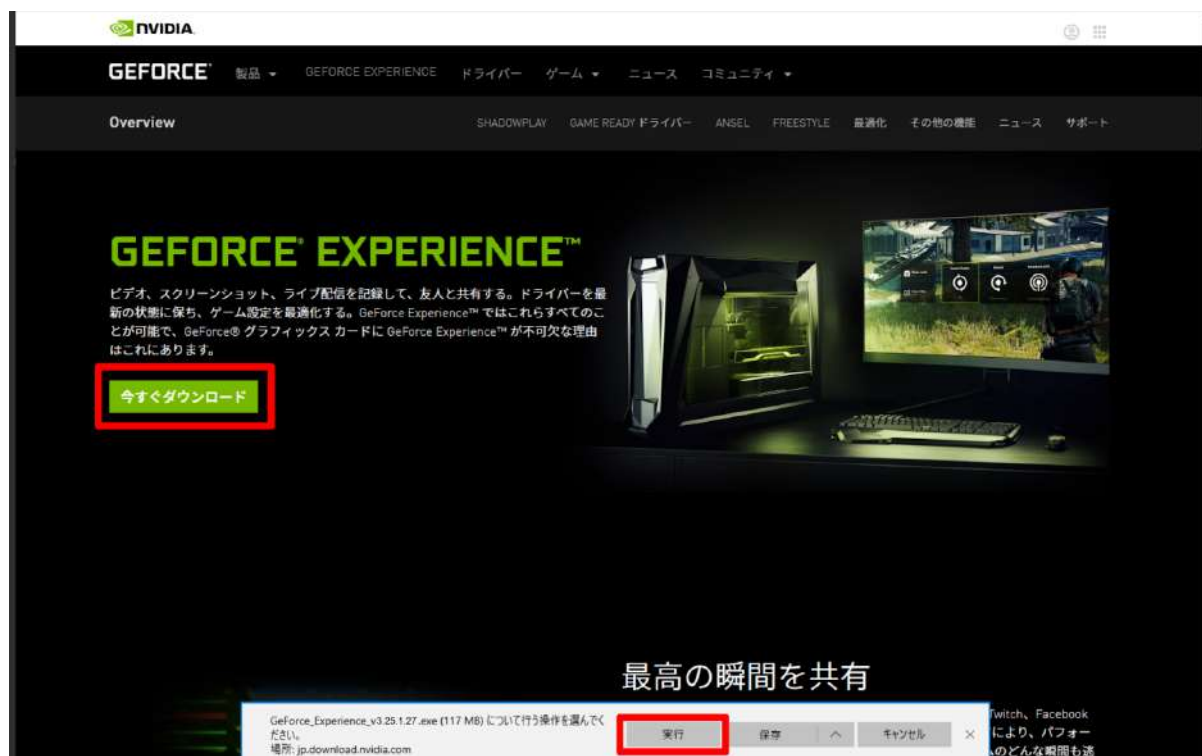 NVIDIA.
GEFORCE 製品 GEFORCE EXPERIENCE ドライバー ゲーム ニュース コミュニティ
Overview SHADOWPLAY GAME READY ドライバー ANSEL FREESTYLE 最適化 その他の機能 ニュース サポート
GEFORCE® EXPERIENCE™
ビデオ、スクリーンショット、ライブ配信を記録して、友人と共有する。ドライバーを最
新の状態に保ち、ゲーム設定を最適化する。GeForce Experience™ ではこれらすべてのこ
とが可能で、GeForce® グラフィックス カードに GeForce Experience™ が不可欠な理由
はこれにあります。
今すぐダウンロード
最高の瞬間を共有
GeForce_Experience_v3.25.1.27.exe (117 MB) について行う操作を選んでく
ださい。
場所: jp.download.nvidia.com
実行 保存 キャンセル
Twitch、Facebook
により、パフォー
のどんな瞬間も逃